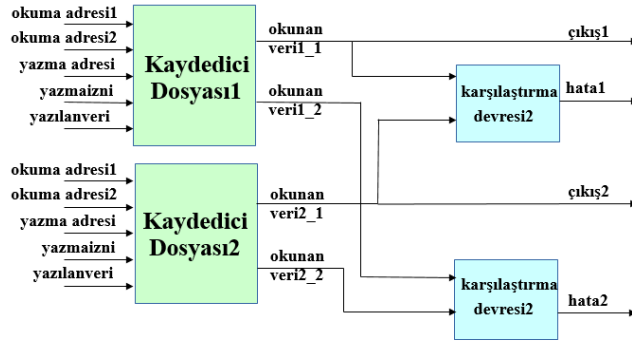 okuma adresi1
okuma adresi2
yazma adresi
yazmaizni
yazılanveri
Kaydedici
Dosyası1
okunan
veri1_1
okunan
veri1_2
çıkış1
karşılaştırma
devresi2
hata1
okuma adresi1
okuma adresi2
yazma adresi
yazmaizni
yazılanveri
Kaydedici
Dosyası2
okunan
veri2_1
okunan
veri2_2
çıkış2
karşılaştırma
devresi2
hata2